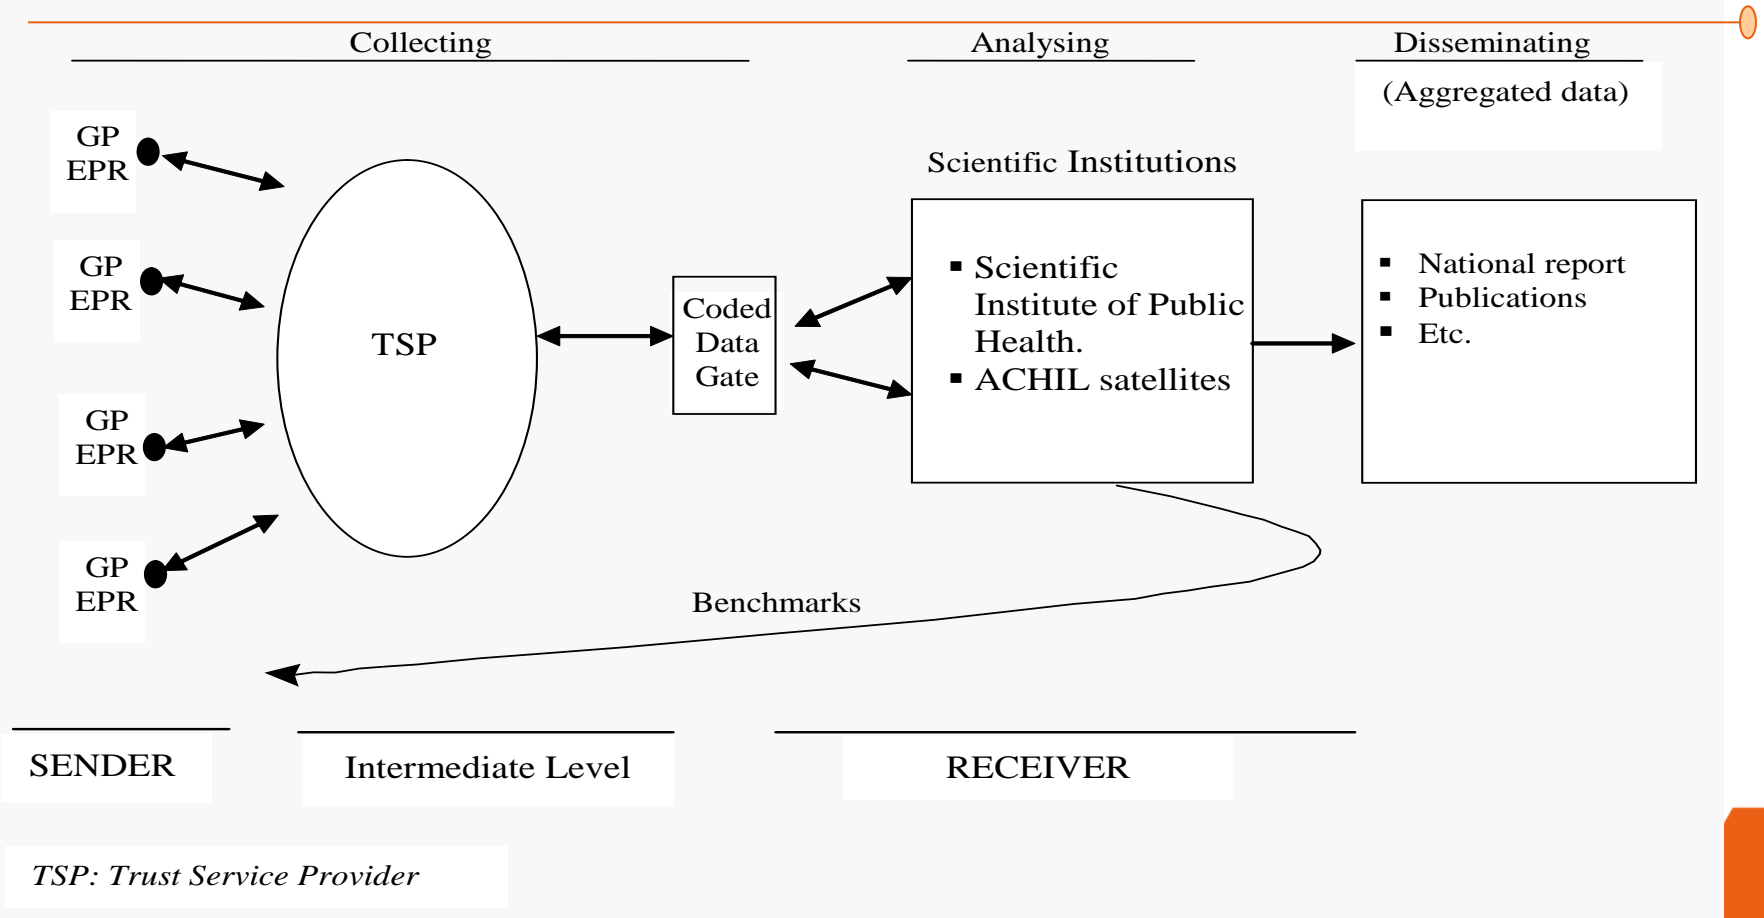 Collecting
Analysing
Disseminating
(Aggregated data)
GP
EPR
GP
EPR
GP
EPR
GP
EPR
TSP
Coded
Data
Gate
Scientific Institutions
▪ Scientific
Institute of Public
Health.
▪ ACHIL satellites
▪ National report
▪ Publications
▪ Etc.
Benchmarks
SENDER
Intermediate Level
RECEIVER
TSP: Trust Service Provider